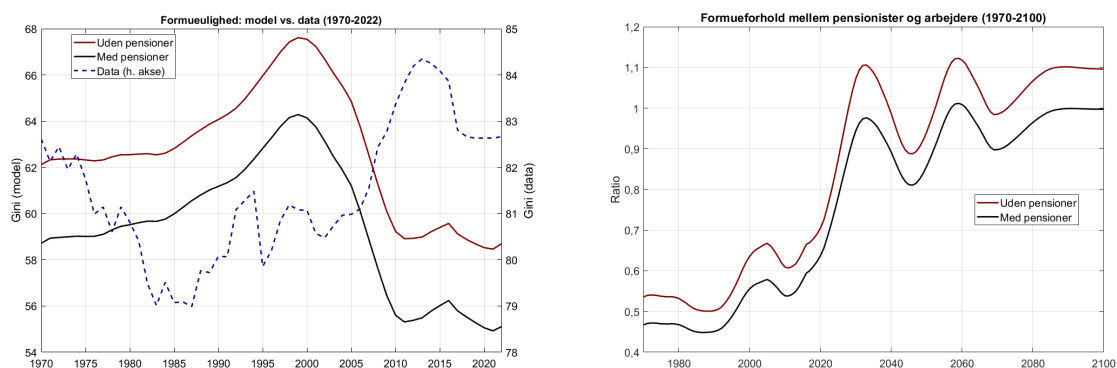 Formueulighed: model vs. data (1970-2022)
Uden pensioner
Med pensioner
Data (h. akse)
Gini (model)
68
66
64
62
60
58
56
54
85
84
83
82
81
80
79
78
Gini (data)
1970 1975 1980 1985 1990 1995 2000 2005 2010 2015 2020
Formueforhold mellem pensionister og arbejdere (1970-2100)
Ratio
1,2
1,1
1
0,9
0,8
0,7
0,6
0,5
0,4
Uden pensioner
Med pensioner
1980 2000 2020 2040 2060 2080 2100